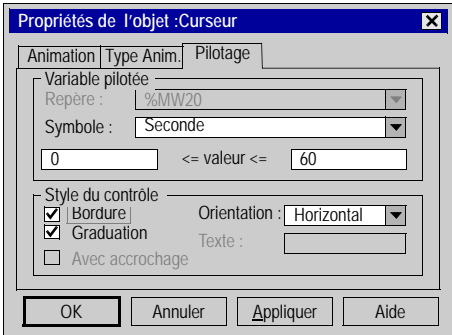 Propriétés de l'objet :Curseur
Animation Type Anim. Pilotage
Variable pilotée
Repère : %MW20
Symbole : Seconde
0 <= valeur <= 60
Style du contrôle
Bordure Orientation : Horizontal
Graduation Texte :
Avec accrochage
OK Annuler Appliquer Aide